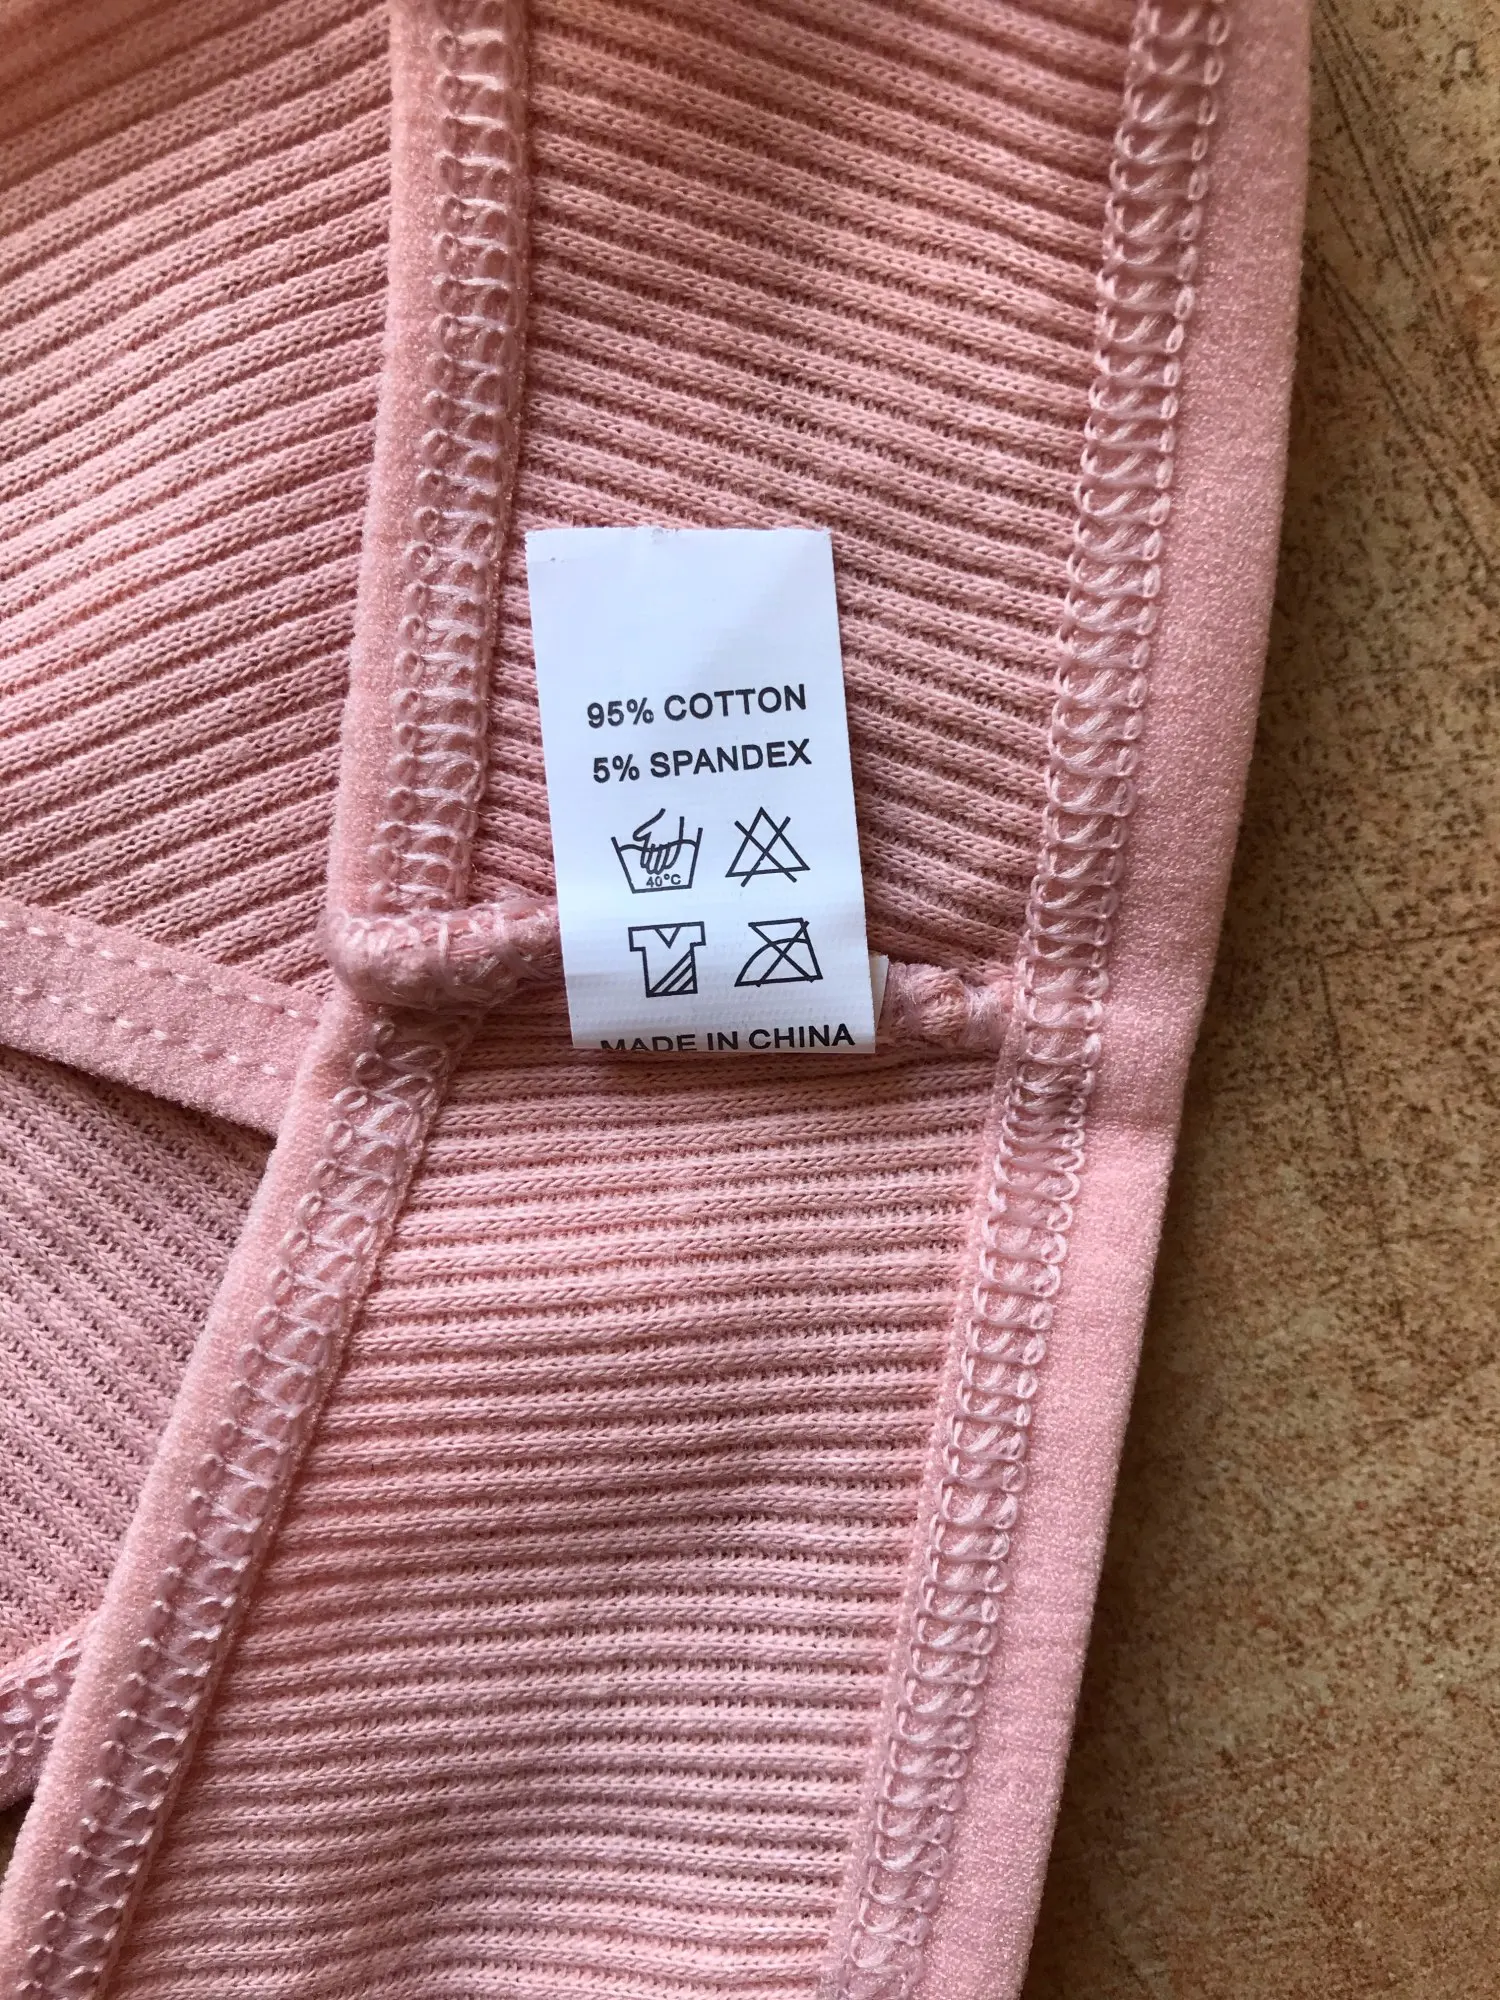 95% COTTON
5% SPANDEX
40°C
MADE IN CHINA